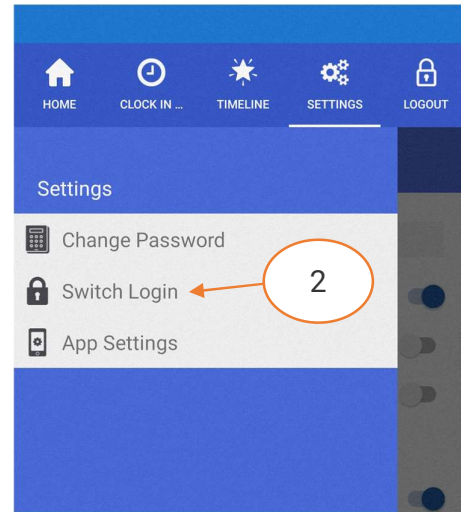 HOME CLOCK IN ... TIMELINE SETTINGS LOGOUT
Settings
Change Password
Switch Login
2
App Settings